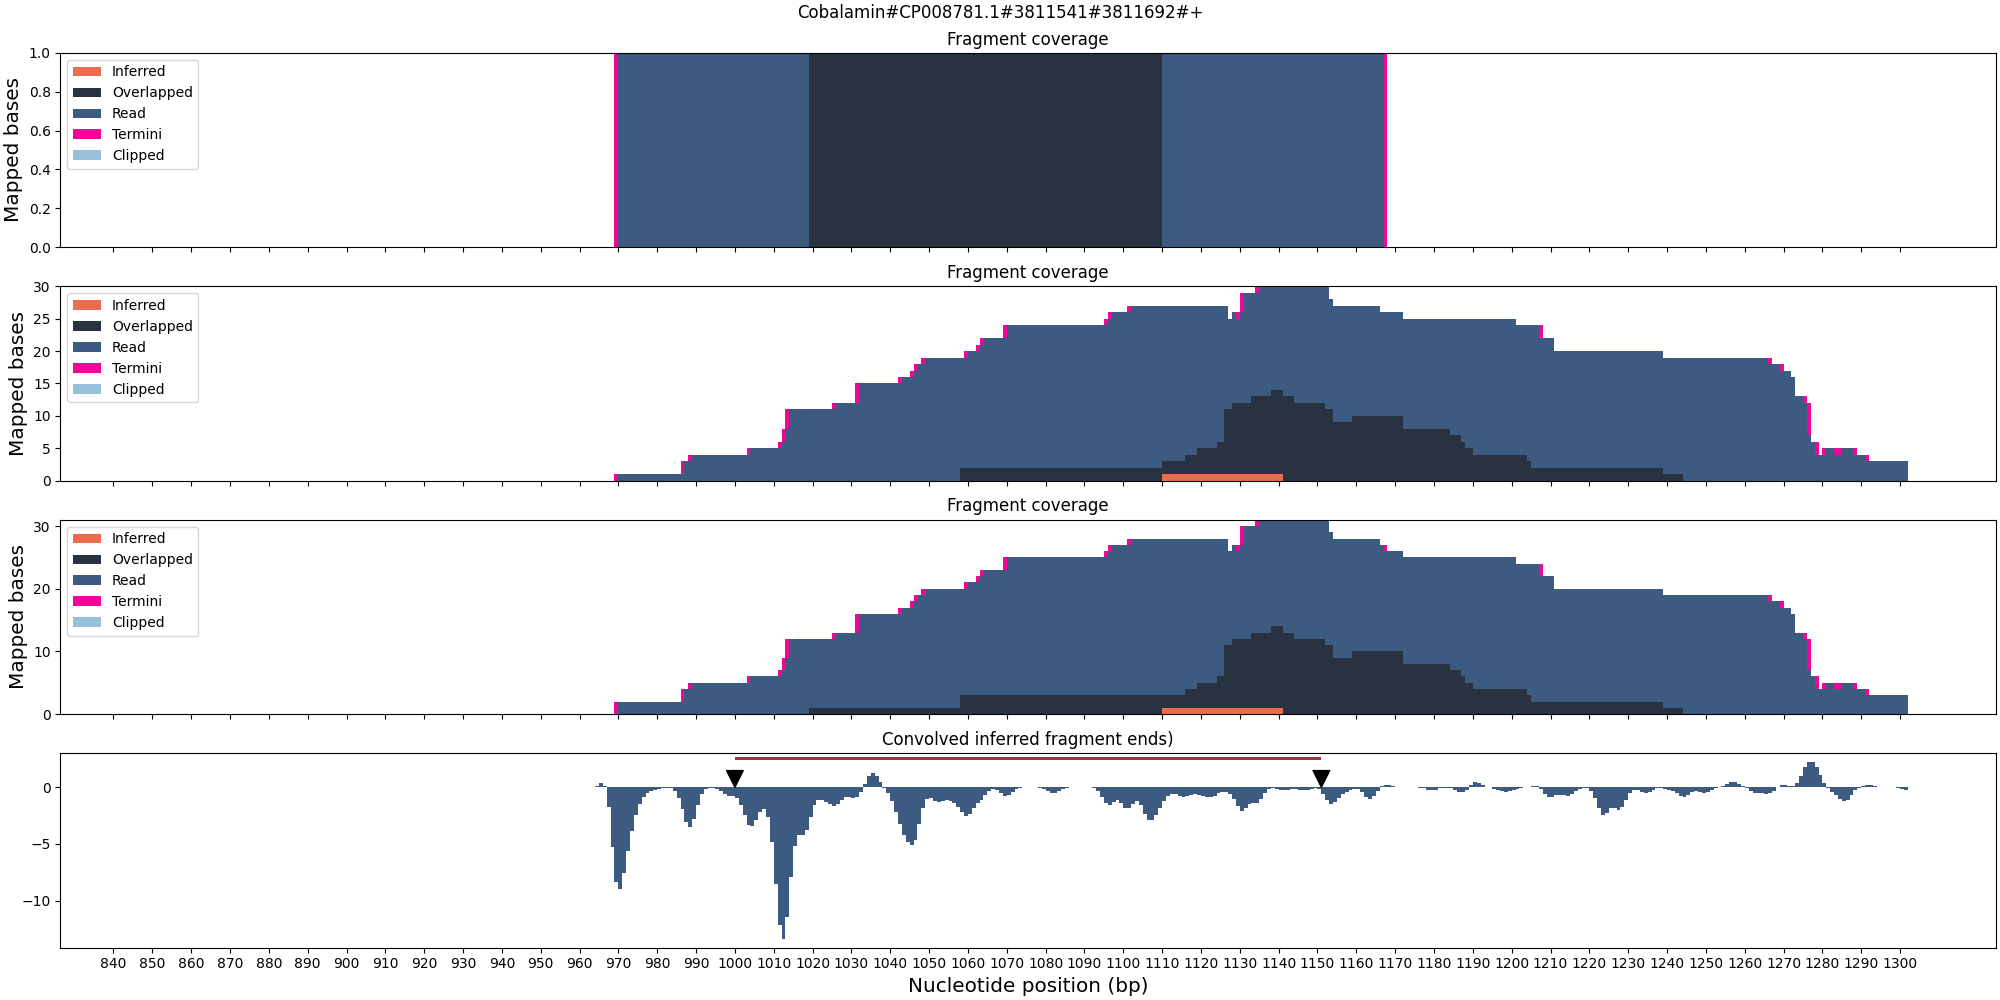 Cobalamin#CP008781.1#3811541#3811692#+
Fragment coverage
Mapped bases
1.0
0.8
0.6
0.4
0.2
0.0
Inferred
Overlapped
Read
Termini
Clipped
Fragment coverage
Mapped bases
30
25
20
15
10
5
0
Inferred
Overlapped
Read
Termini
Clipped
Fragment coverage
Mapped bases
30
20
10
0
Inferred
Overlapped
Read
Termini
Clipped
Convolved inferred fragment ends)
0
−5
−10
840 850 860 870 880 890 900 910 920 930 940 950 960 970 980 990 1000 1010 1020 1030 1040 1050 1060 1070 1080 1090 1100 1110 1120 1130 1140 1150 1160 1170 1180 1190 1200 1210 1220 1230 1240 1250 1260 1270 1280 1290 1300
Nucleotide position (bp)